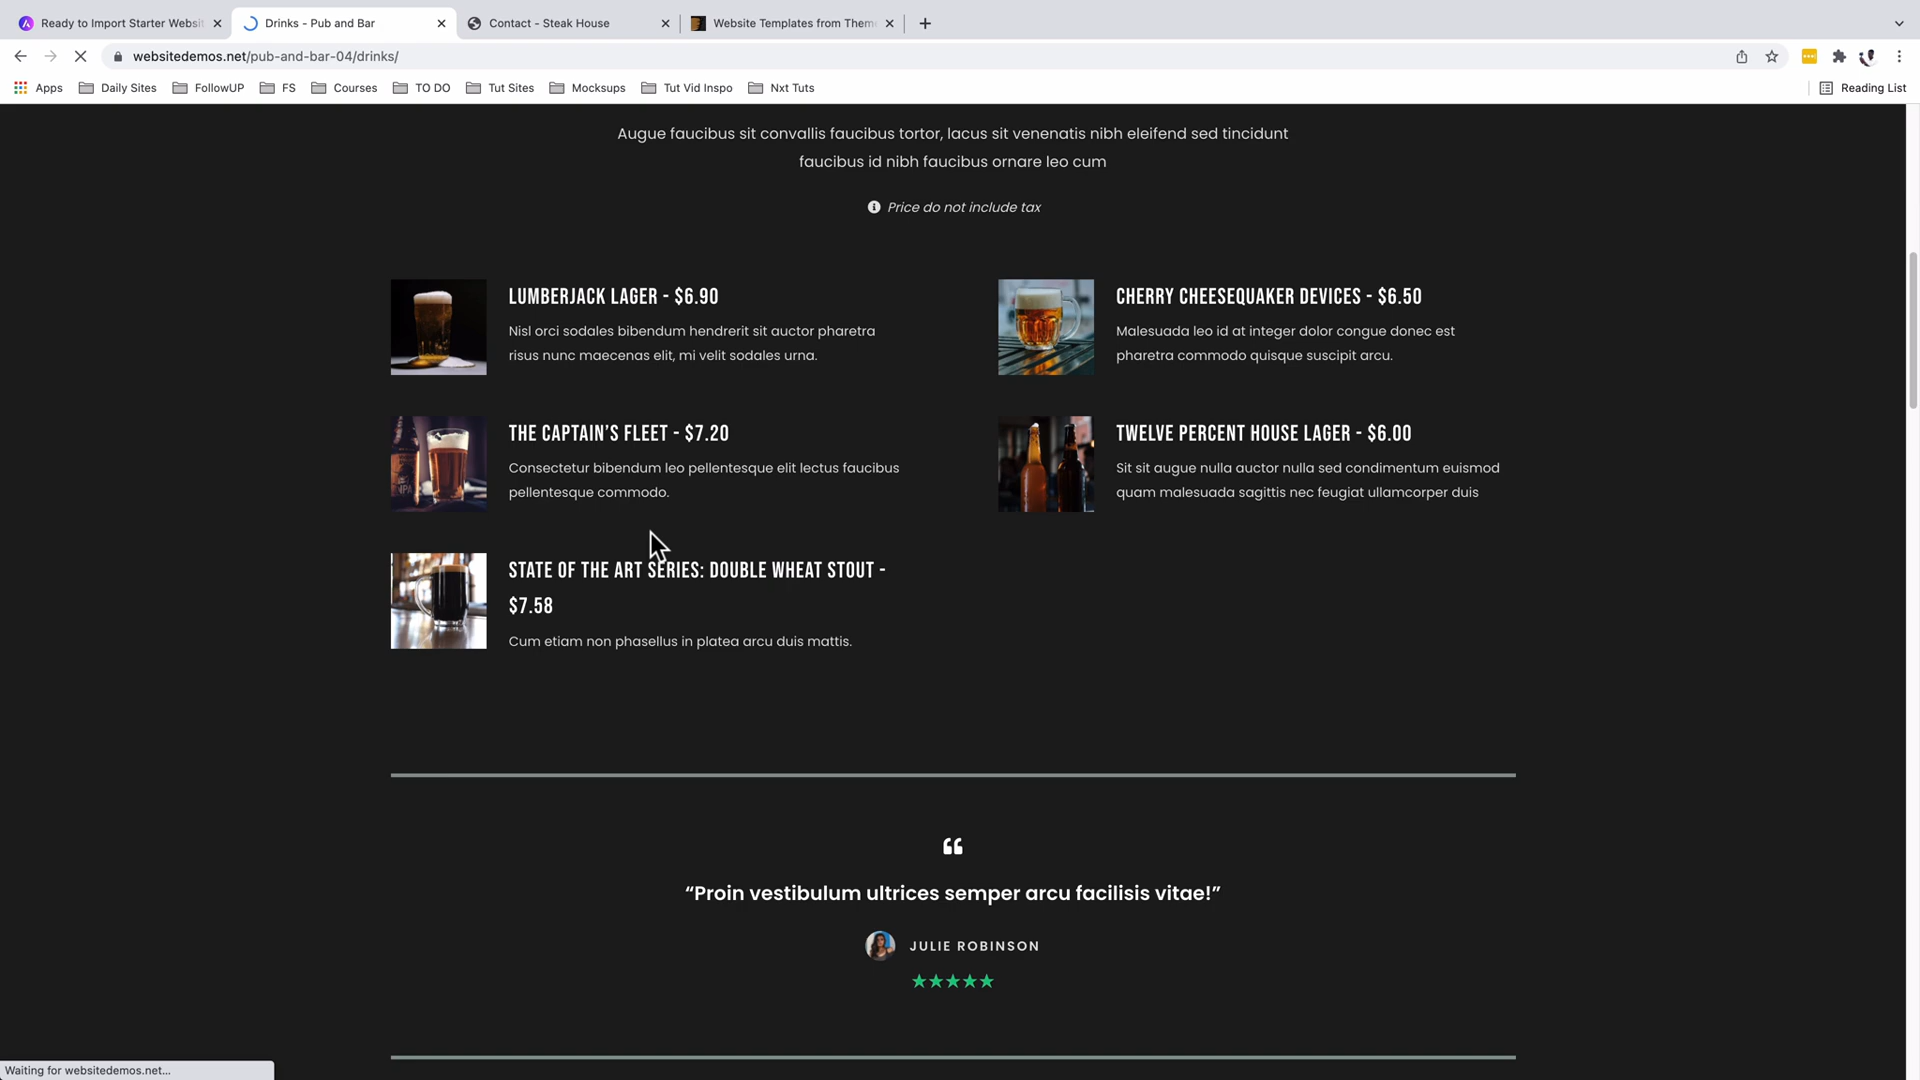 Ready to Import Starter Websit
Drinks - Pub and Bar
Contact - Steak House
Website Templates from Them
websitedemos.net/pub-and-bar-04/drinks/
Apps
Daily Sites
FollowUP
FS
Courses
TO DO
Tut Sites
Mocksups
Tut Vid Inspo
Nxt Tuts
Reading List
Augue faucibus sit convallis faucibus tortor, lacus sit venenatis nibh eleifend sed tincidunt
faucibus id nibh faucibus ornare leo cum
Price do not include tax
LUMBERJACK LAGER - $6.90
Nisl orci sodales bibendum hendrerit sit auctor pharetra
risus nunc maecenas elit, mi velit sodales urna.
CHERRY CHEESEQUAKER DEVICES - $6.50
Malesuada leo id at integer dolor congue donec est
pharetra commodo quisque suscipit arcu.
THE CAPTAIN’S FLEET - $7.20
Consectetur bibendum leo pellentesque elit lectus faucibus
pellentesque commodo.
TWELVE PERCENT HOUSE LAGER - $6.00
Sit sit augue nulla auctor nulla sed condimentum euismod
quam malesuada sagittis nec feugiat ullamcorper duis
STATE OF THE ART SERIES: DOUBLE WHEAT STOUT -
$7.58
Cum etiam non phasellus in platea arcu duis mattis.
“Proin vestibulum ultrices semper arcu facilisis vitae!”
JULIE ROBINSON
Waiting for websitedemos.net...